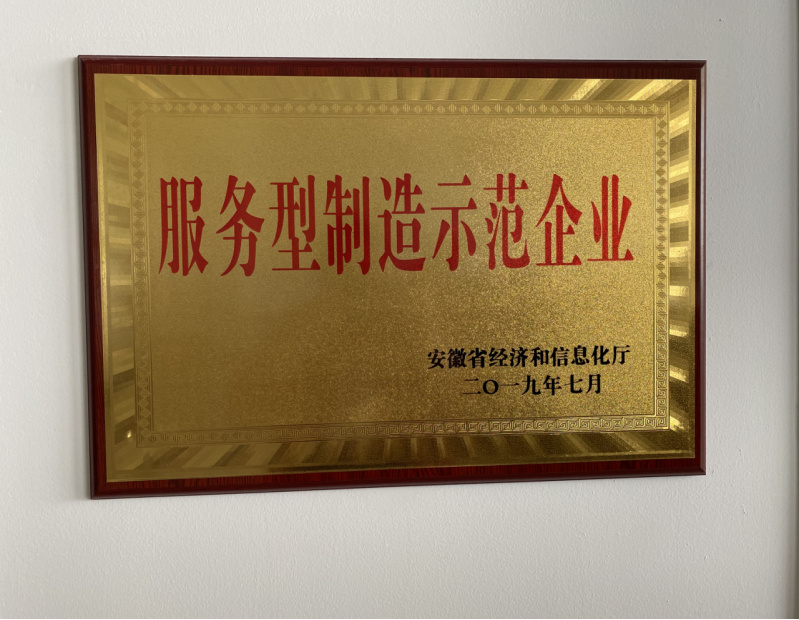 服务型制造示范企业
安徽省经济和信息化厅
二〇一九年七月